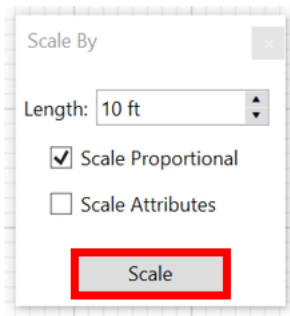 Scale By
Length: 10 ft
Scale Proportional
Scale Attributes
Scale